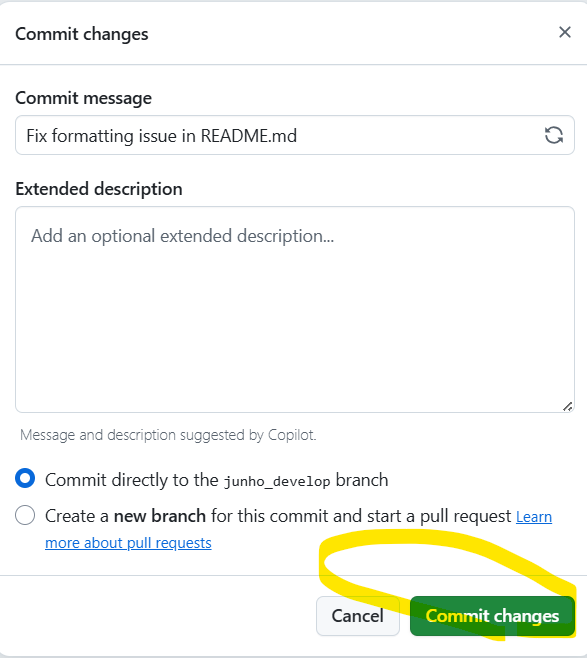 Commit changes
Commit message
Fix formatting issue in README.md
Extended description
Add an optional extended description...
Message and description suggested by Copilot.
Commit directly to the junho_develop branch
Create a new branch for this commit and start a pull request Learn
more about pull requests
Cancel
Commit changes